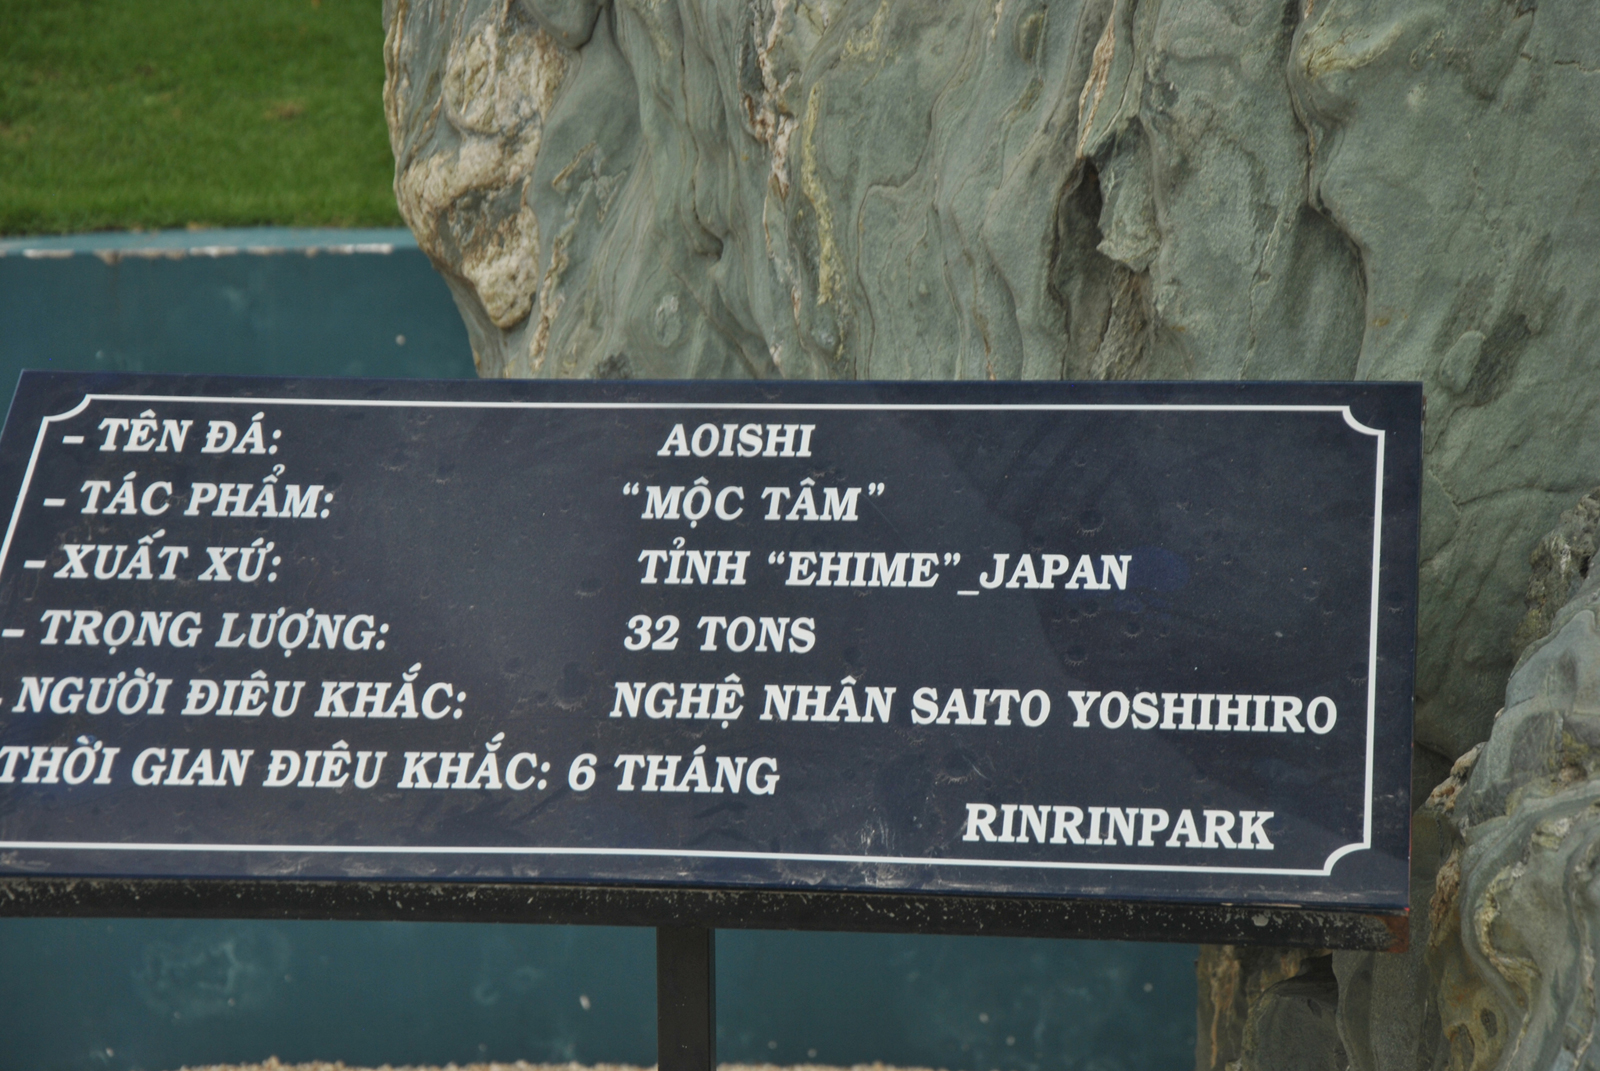 – TÊN ĐÁ: AOISHI
– TÁC PHẨM: “MỘC TÂM”
– XUẤT XỨ: TỈNH “EHIME”_JAPAN
– TRỌNG LƯỢNG: 32 TONS
- NGƯỜI ĐIÊU KHẮC: NGHỆ NHÂN SAITO YOSHIHIRO
THỜI GIAN ĐIÊU KHẮC: 6 THÁNG
RINRINPARK